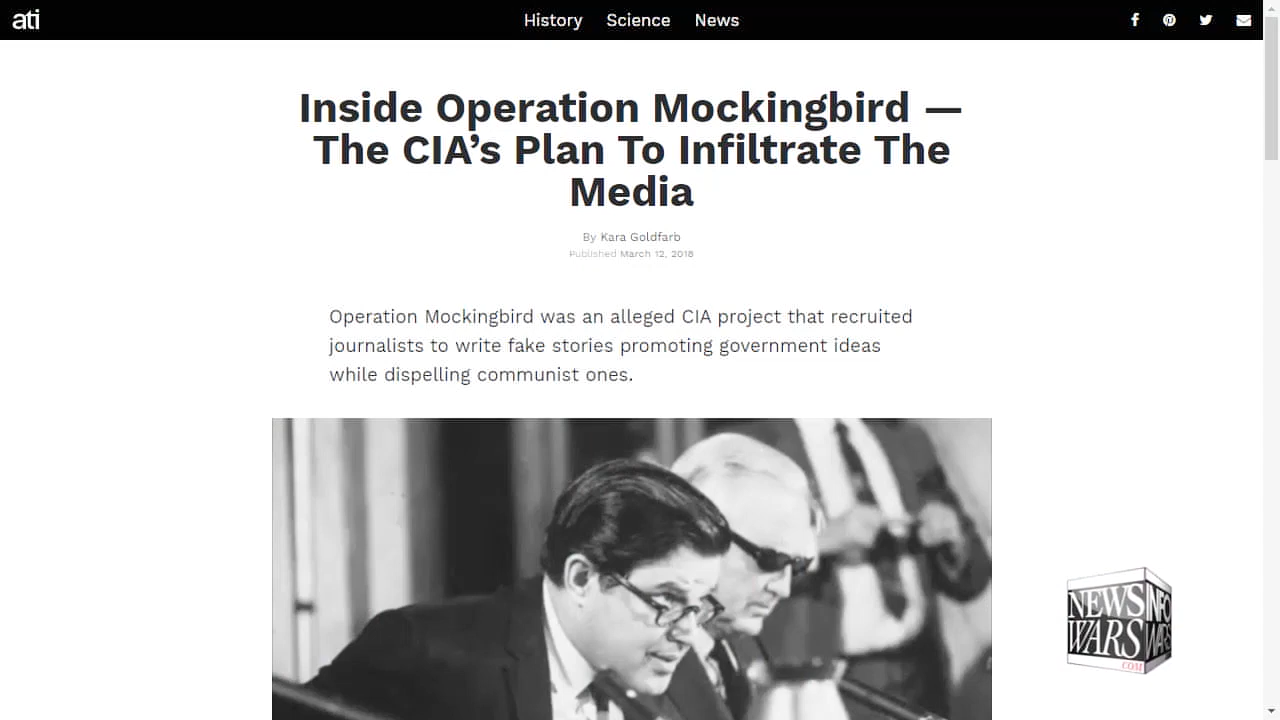 ati
History Science News
Inside Operation Mockingbird —
The CIA’s Plan To Infiltrate The
Media
By Kara Goldfarb
Published March 12, 2018
Operation Mockingbird was an alleged CIA project that recruited
journalists to write fake stories promoting government ideas
while dispelling communist ones.
NEWS
WARS
.COM
INFO
WARS